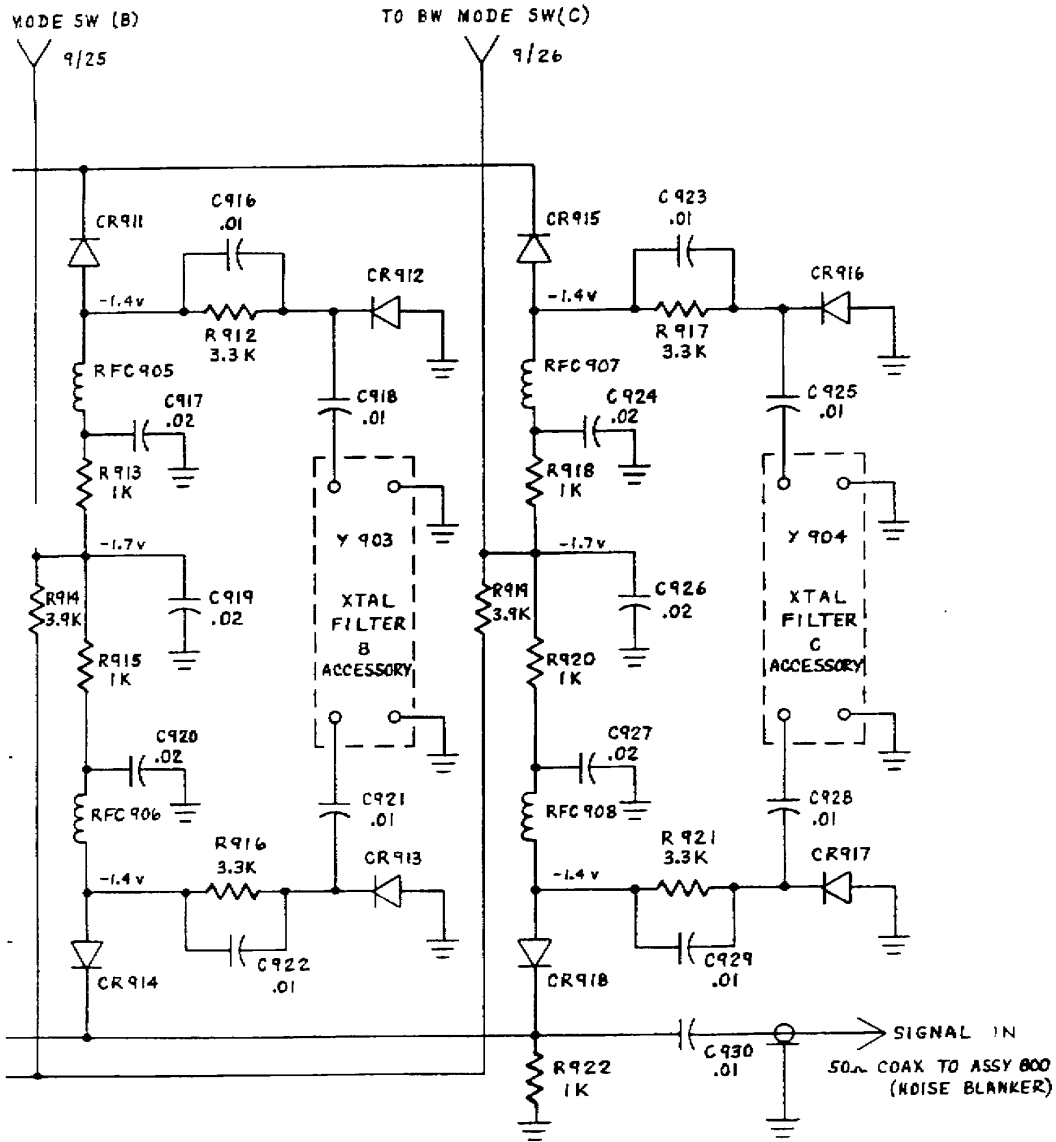 MODE SW (B)
9/25
TO BW MODE SW(C)
9/26
CR911
C916
.01
CR912
-1.4V
R912
3.3K
RFC905
C917
.02
C918
.01
R913
1K
Y 903
-1.7V
R914
3.9K
C919
.02
XTAL
FILTER
B
ACCESSORY
R915
1K
C920
.02
RFC906
C921
.01
R916
3.3K
CR913
-1.4V
C922
.01
CR914
CR915
C923
.01
CR916
-1.4V
R917
3.3K
RFC907
C924
.02
C925
.01
R918
1K
Y 904
-1.7V
R919
3.9K
C926
.02
XTAL
FILTER
C
ACCESSORY
R920
1K
C927
.02
RFC908
C928
.01
R921
3.3K
CR917
-1.4V
C929
.01
CR918
C930
.01
SIGNAL IN
R922
1K
50Ω COAX TO ASSY 800
(NOISE BLANKER)